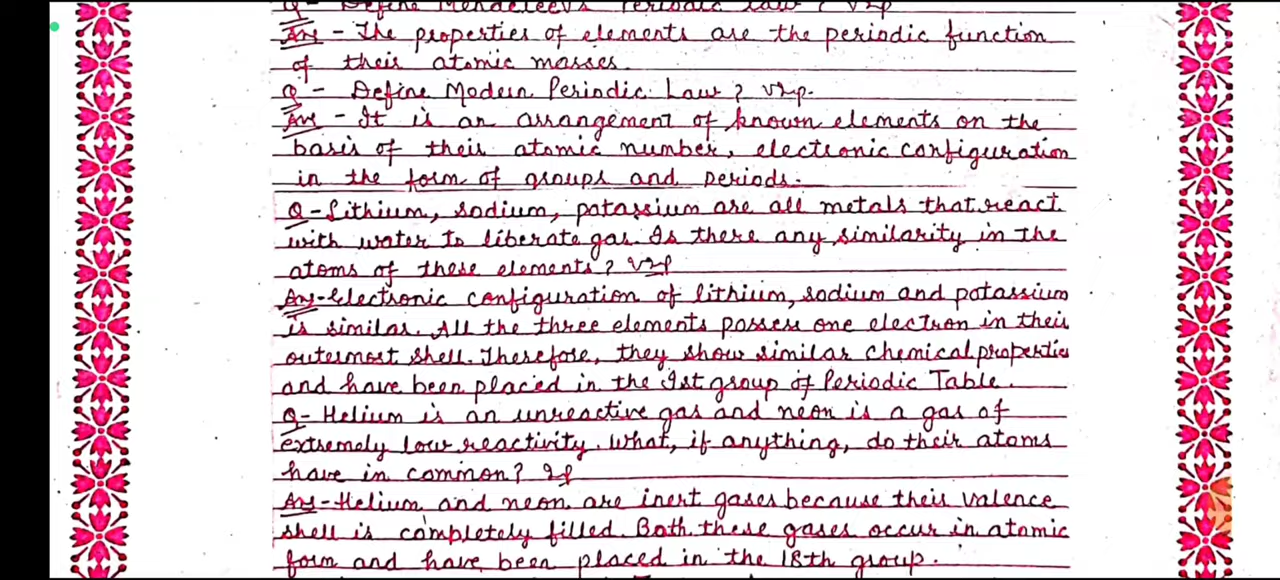 Q - Define Mendeleev's Periodic Law ? VIP
Ans - The properties of elements are the periodic function
of their atomic masses.
Q - Define Modern Periodic Law ? VIP.
Ans - It is an arrangement of known elements on the
basis of their atomic number, electronic configuration
in the form of groups and periods.
Q - Lithium, sodium, potassium are all metals that react
with water to liberate gas. Is there any similarity in the
atoms of these elements ? VIP
Ans - Electronic configuration of lithium, sodium and potassium
is similar. All the three elements possess one electron in their
outermost shell. Therefore, they show similar chemical properties
and have been placed in the Ist group of Periodic Table.
Q - Helium is an unreactive gas and neon is a gas of
extremely low reactivity. What, if anything, do their atoms
have in common ? If
Ans - Helium and neon are inert gases because their valence
shell is completely filled. Both these gases occur in atomic
form and have been placed in the 18th group.